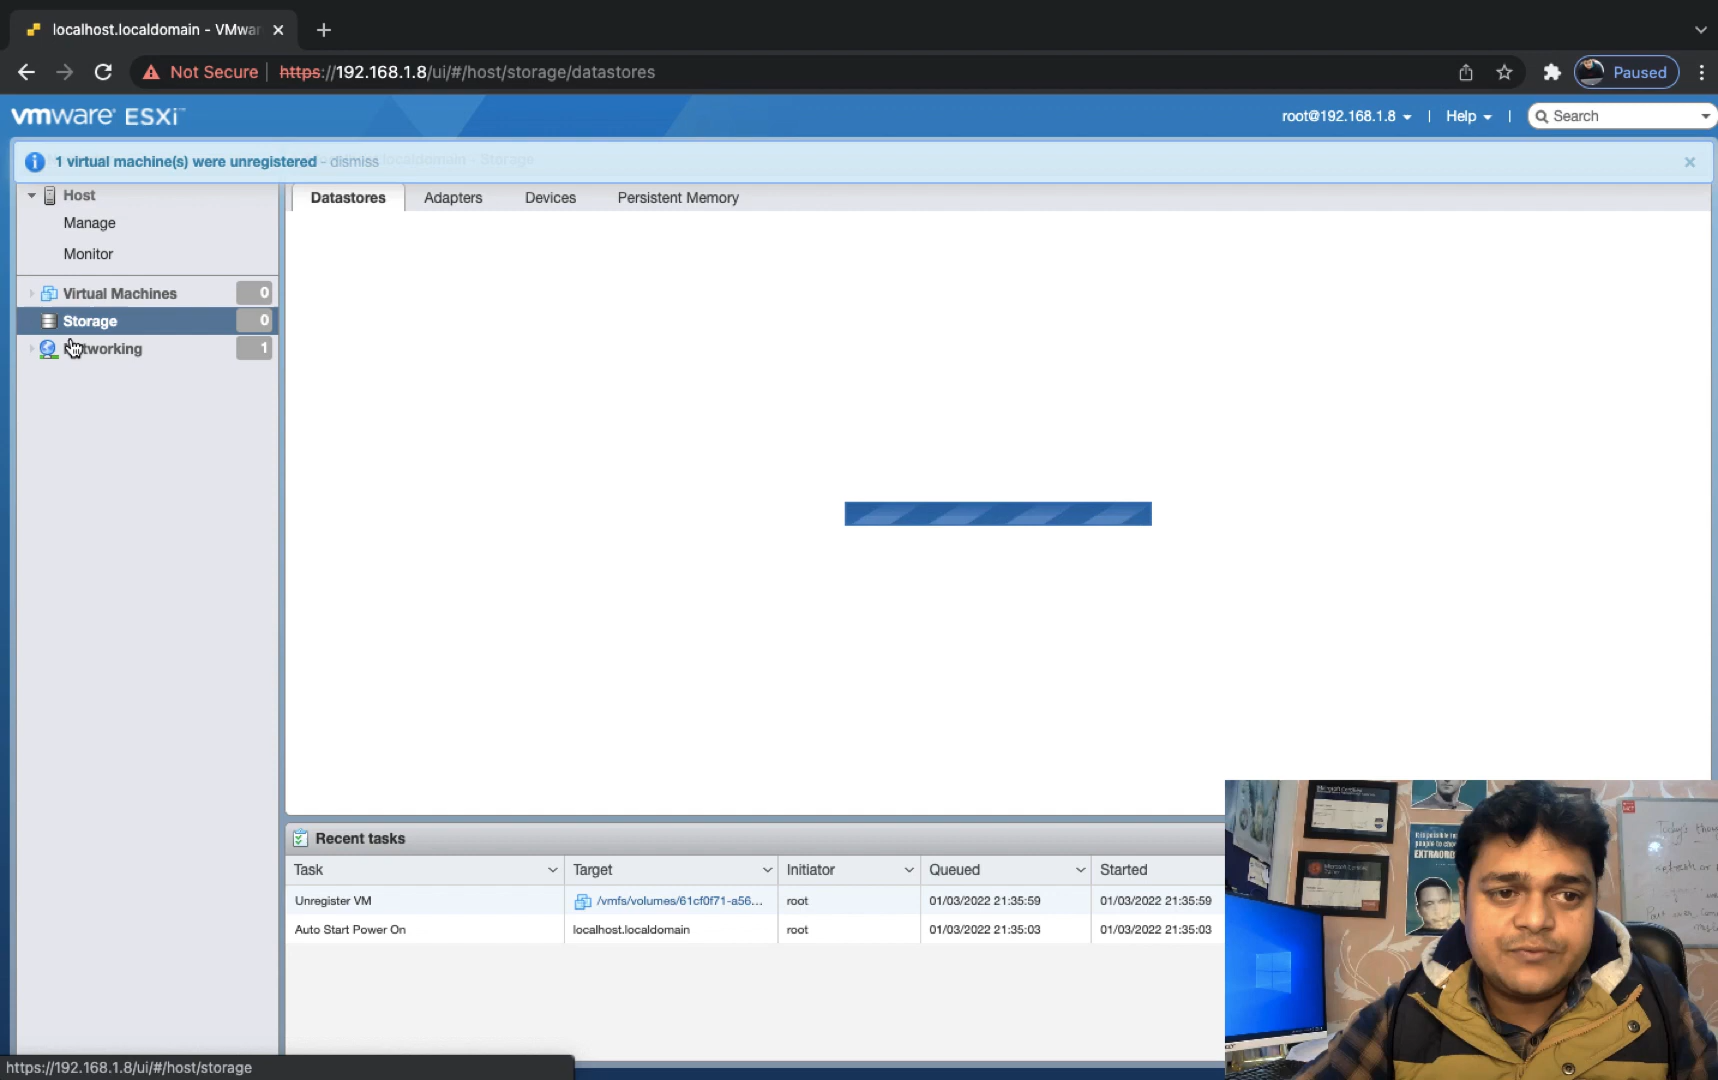 localhost.localdomain - VMwar
Not Secure
https://192.168.1.8/ui/#/host/storage/datastores
Paused
vmware ESXi™
root@192.168.1.8
|
Help
|
Search
1 virtual machine(s) were unregistered - dismiss
localdomain - Storage
Host
Manage
Monitor
Virtual Machines 0
Storage 0
Networking 1
Datastores
Adapters
Devices
Persistent Memory
Recent tasks
Task
Target
Initiator
Queued
Started
Unregister VM
/vmfs/volumes/61cf0f71-a56...
root
01/03/2022 21:35:59
01/03/2022 21:35:59
Auto Start Power On
localhost.localdomain
root
01/03/2022 21:35:03
01/03/2022 21:35:03
https://192.168.1.8/ui/#/host/storage
EXTRAORD